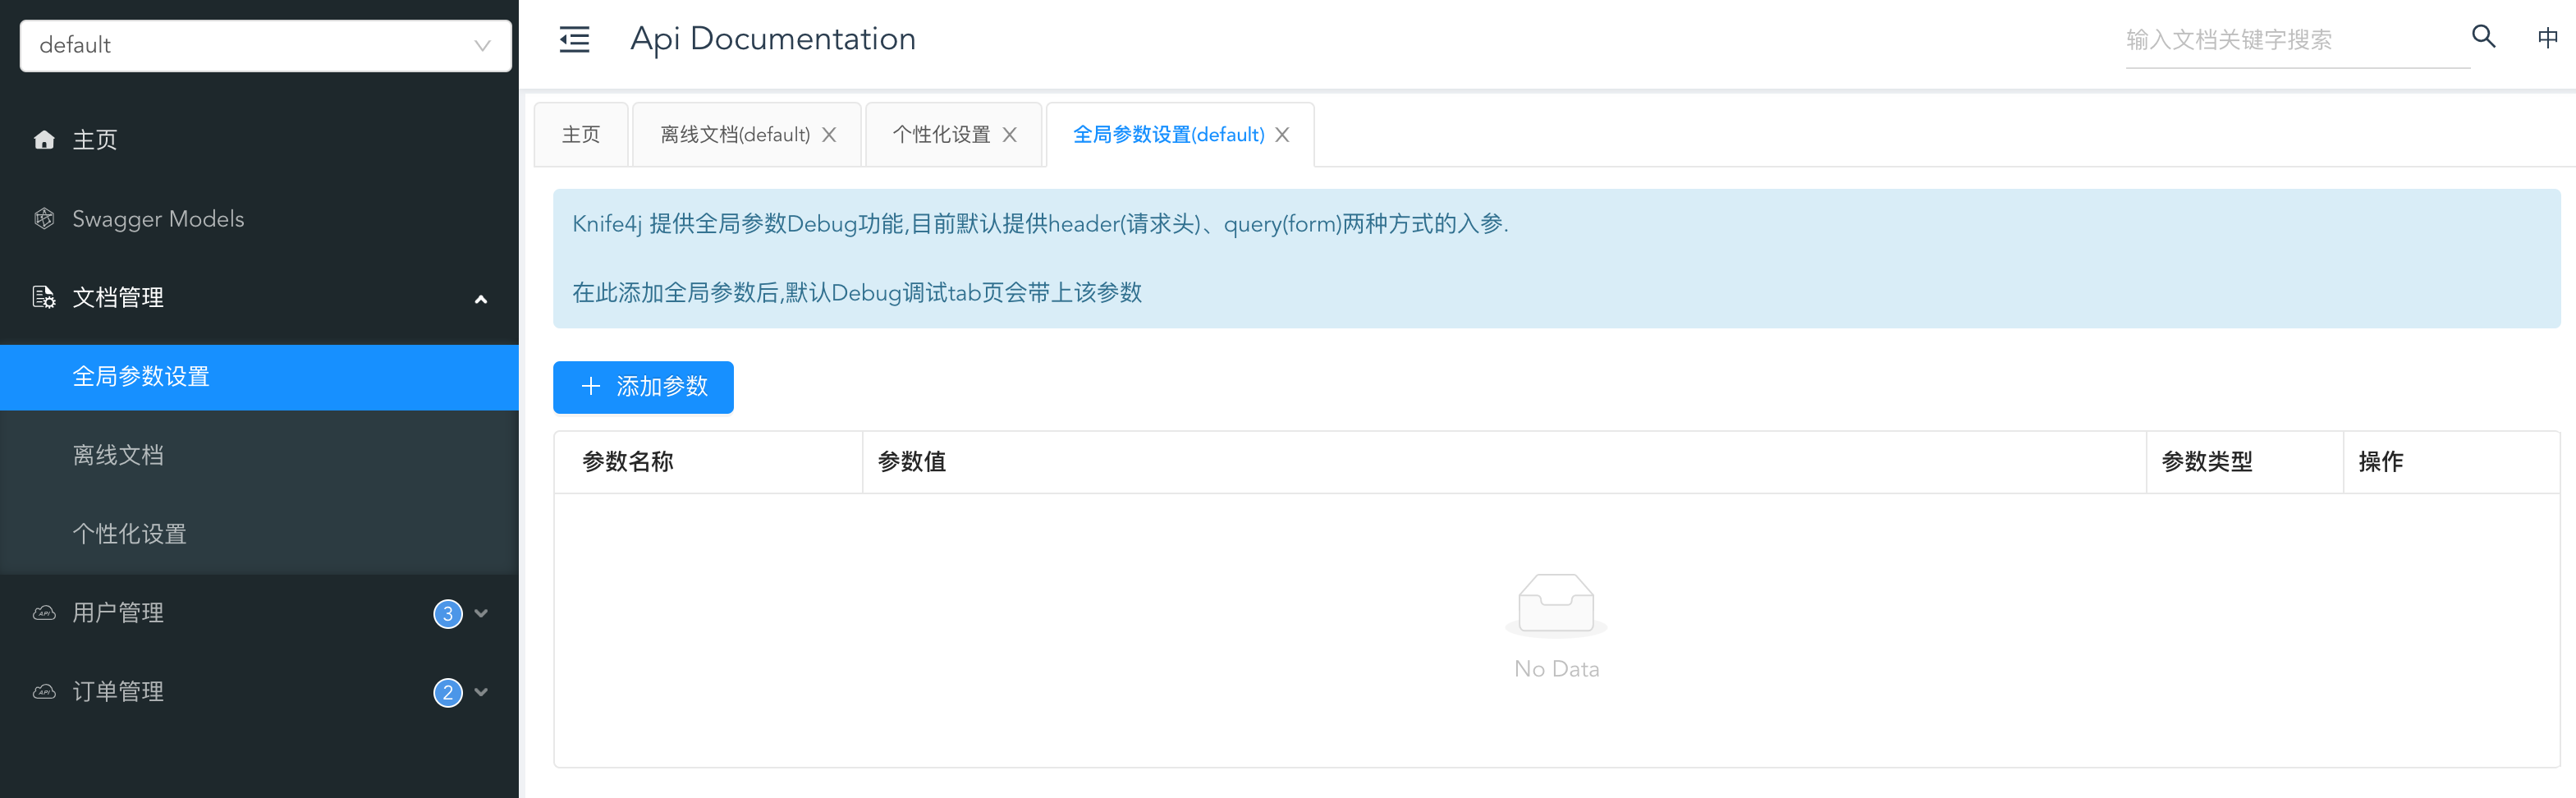 default
主页
Swagger Models
文档管理
全局参数设置
离线文档
个性化设置
用户管理 3
订单管理 2
Api Documentation
输入文档关键字搜索
中
主页 离线文档(default) 个性化设置 全局参数设置(default)
Knife4j 提供全局参数Debug功能,目前默认提供header(请求头)、query(form)两种方式的入参.
在此添加全局参数后,默认Debug调试tab页会带上该参数
添加参数
参数名称 参数值 参数类型 操作
No Data